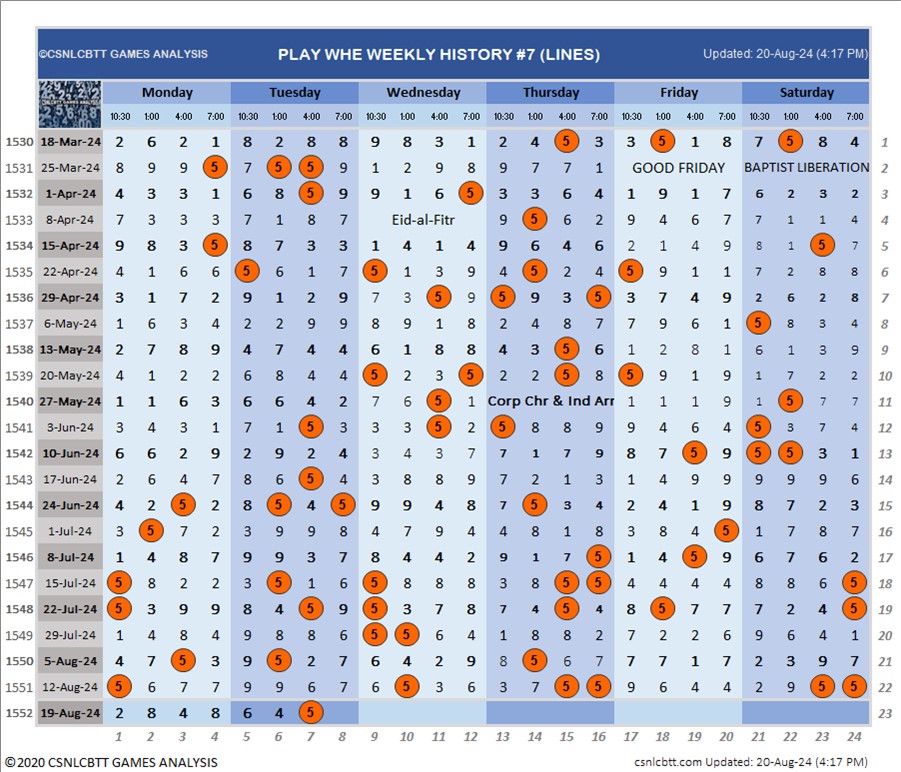 ©CSNLCBTT GAMES ANALYSIS PLAY WHE WEEKLY HISTORY #7 (LINES) Updated: 20-Aug-24 (4:17 PM)
Monday Tuesday Wednesday Thursday Friday Saturday
10:30 1:00 4:00 7:00 10:30 1:00 4:00 7:00 10:30 1:00 4:00 7:00 10:30 1:00 4:00 7:00 10:30 1:00 4:00 7:00 10:30 1:00 4:00 7:00
1530 18-Mar-24 2 6 2 1 8 2 8 8 9 8 3 1 2 4 5 3 3 5 1 8 7 5 8 4 1
1531 25-Mar-24 8 9 9 5 7 5 5 9 1 2 9 8 9 7 7 1 GOOD FRIDAY BAPTIST LIBERATION 2
1532 1-Apr-24 4 3 3 1 6 8 5 9 9 1 6 5 3 3 6 4 1 9 1 7 6 2 3 2 3
1533 8-Apr-24 7 3 3 3 7 1 8 7 Eid-al-Fitr 9 5 6 2 9 4 6 7 7 1 1 4 4
1534 15-Apr-24 9 8 3 5 8 7 3 3 1 4 1 4 9 6 4 6 2 1 4 9 8 1 5 7 5
1535 22-Apr-24 4 1 6 6 5 6 1 7 5 1 3 9 4 5 2 4 5 9 1 1 7 2 8 8 6
1536 29-Apr-24 3 1 7 2 9 1 2 9 7 3 5 9 5 9 3 5 3 7 4 9 2 6 2 8 7
1537 6-May-24 1 6 3 4 2 2 9 9 8 9 1 8 2 4 8 7 7 9 6 1 5 8 3 4 8
1538 13-May-24 2 7 8 9 4 7 4 4 6 1 8 8 4 3 5 6 1 2 8 1 6 1 3 9 9
1539 20-May-24 4 1 2 2 6 8 4 4 5 2 3 5 2 2 5 8 5 9 1 9 1 7 2 2 10
1540 27-May-24 1 1 6 3 6 6 4 2 7 6 5 1 Corp Chr & Ind Arr 1 1 1 9 1 5 7 7 11
1541 3-Jun-24 3 4 3 1 7 1 5 3 3 3 5 2 5 8 8 9 9 4 6 4 5 3 7 4 12
1542 10-Jun-24 6 6 2 9 2 9 2 4 3 4 3 7 7 1 7 9 8 7 5 9 5 5 3 1 13
1543 17-Jun-24 2 6 4 7 8 6 5 4 3 8 8 9 7 2 1 3 1 4 9 9 9 9 9 6 14
1544 24-Jun-24 4 2 5 2 8 5 4 5 9 9 4 8 7 5 3 4 2 4 1 9 8 7 2 3 15
1545 1-Jul-24 3 5 7 2 3 9 9 8 4 7 9 4 4 8 1 8 3 8 4 5 1 7 8 7 16
1546 8-Jul-24 1 4 8 7 9 9 3 7 8 4 4 2 9 1 7 5 1 4 5 9 6 7 6 2 17
1547 15-Jul-24 5 8 2 2 3 5 1 6 5 8 8 8 3 8 5 5 4 4 4 4 8 8 6 5 18
1548 22-Jul-24 5 3 9 9 8 4 5 9 5 3 7 8 7 4 5 4 8 5 7 7 7 2 4 5 19
1549 29-Jul-24 1 4 8 4 9 8 8 6 5 5 6 4 1 8 8 2 7 2 2 6 9 6 4 1 20
1550 5-Aug-24 4 7 5 3 9 5 2 7 6 4 2 9 8 5 6 7 7 7 1 7 2 3 9 7 21
1551 12-Aug-24 5 6 7 7 9 9 6 7 6 5 3 6 3 7 5 5 9 6 4 4 2 9 5 5 22
1552 19-Aug-24 2 8 4 8 6 4 5 23
1 2 3 4 5 6 7 8 9 10 11 12 13 14 15 16 17 18 19 20 21 22 23 24
©2020 CSNLCBTT GAMES ANALYSIS csnlcbtt.com Updated: 20-Aug-24 (4:17 PM)